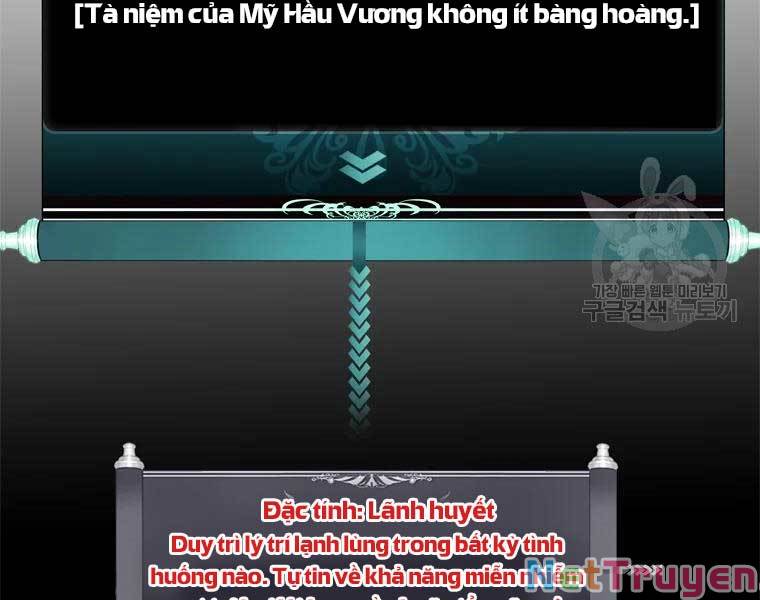 [Tà niệm của Mỹ Hầu Vương không ít bàng hoàng.]
가장 빠른 웹툰 미리보기
구글검색 뉴토끼
Đặc tính: Lãnh huyết
Duy trì lý trí lạnh lùng trong bất kỳ tình
huống nào. Tự tin về khả năng miễn nhiễm
NetTruyen